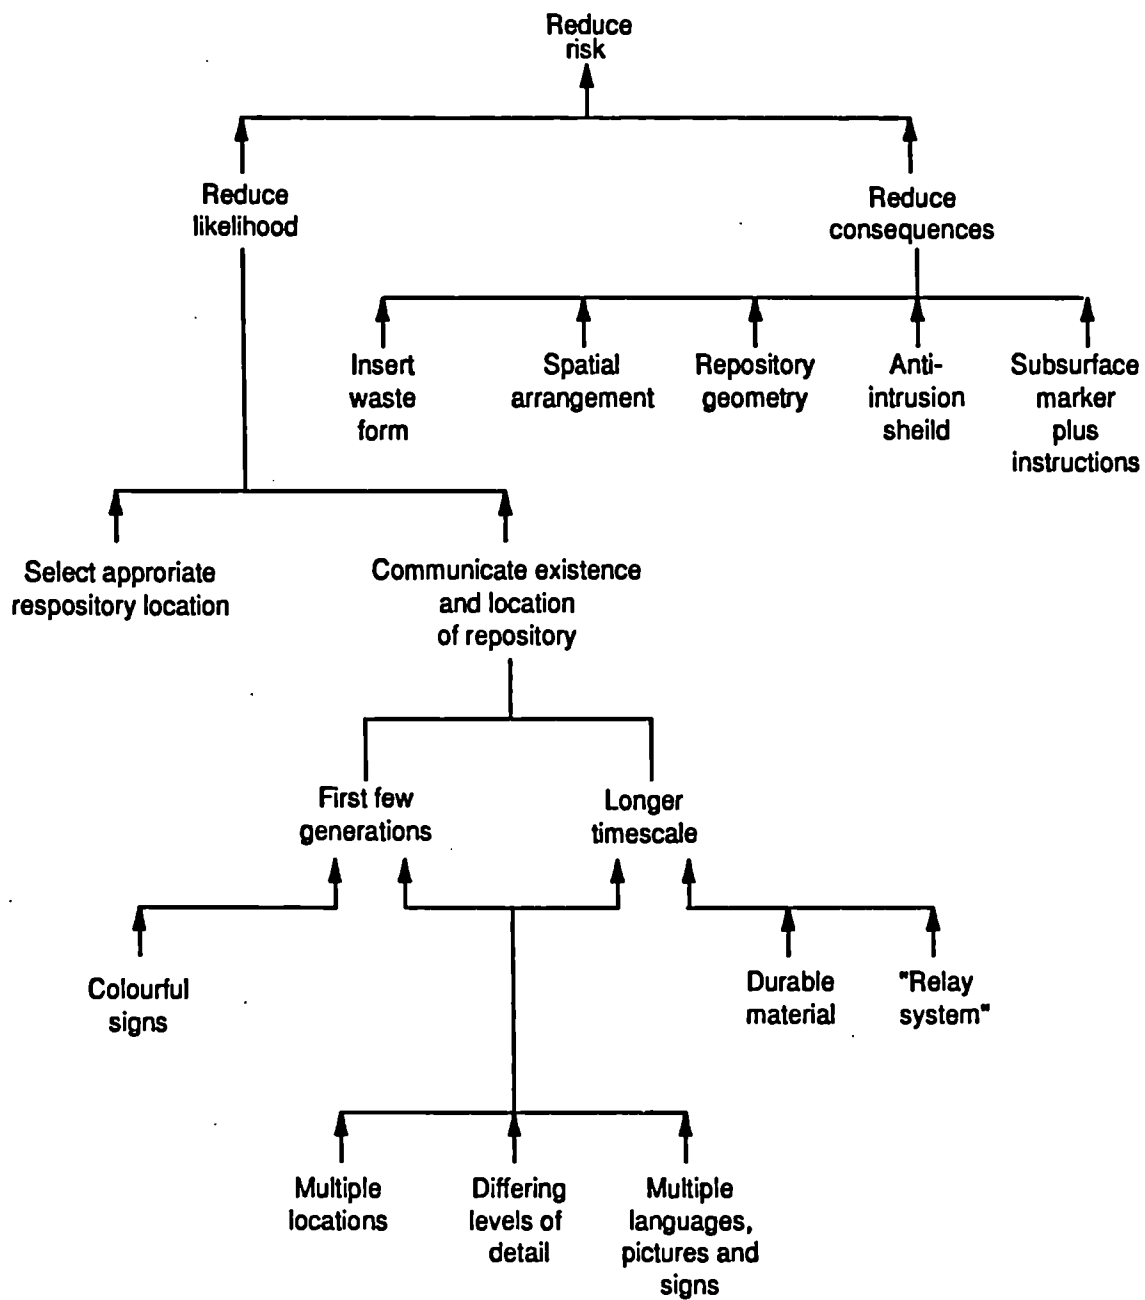 Reduce
risk
Reduce
likelihood
Reduce
consequences
Insert
waste
form
Spatial
arrangement
Repository
geometry
Anti-
intrusion
sheild
Subsurface
marker
plus
instructions
Select approriate
respository location
Communicate existence
and location
of repository
First few
generations
Longer
timescale
Colourful
signs
Durable
material
"Relay
system"
Multiple
locations
Differing
levels of
detail
Multiple
languages,
pictures and
signs